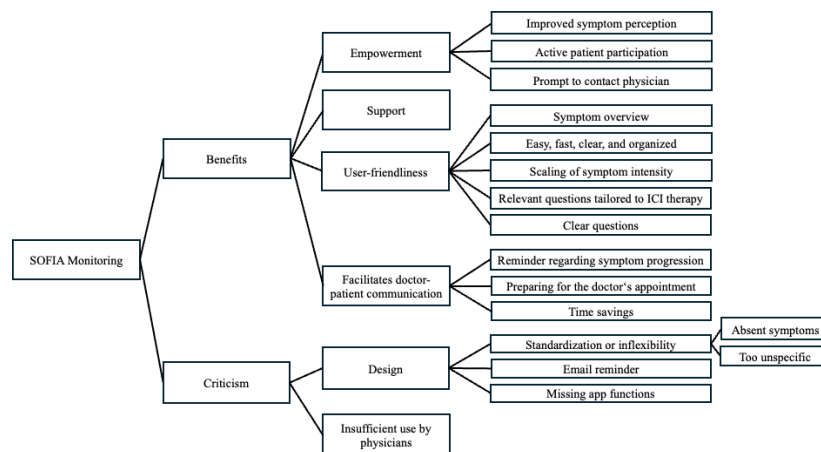 Improved symptom perception
Empowerment
Active patient participation
Prompt to contact physician
Support
Symptom overview
Easy, fast, clear, and organized
Benefits
User-friendliness
Scaling of symptom intensity
Relevant questions tailored to ICI therapy
Clear questions
SOFIA Monitoring
Reminder regarding symptom progression
Facilitates doctor-
patient communication
Preparing for the doctor‘s appointment
Time savings
Absent symptoms
Standardization or inflexibility
Too unspecific
Criticism
Design
Email reminder
Missing app functions
Insufficient use by
physicians